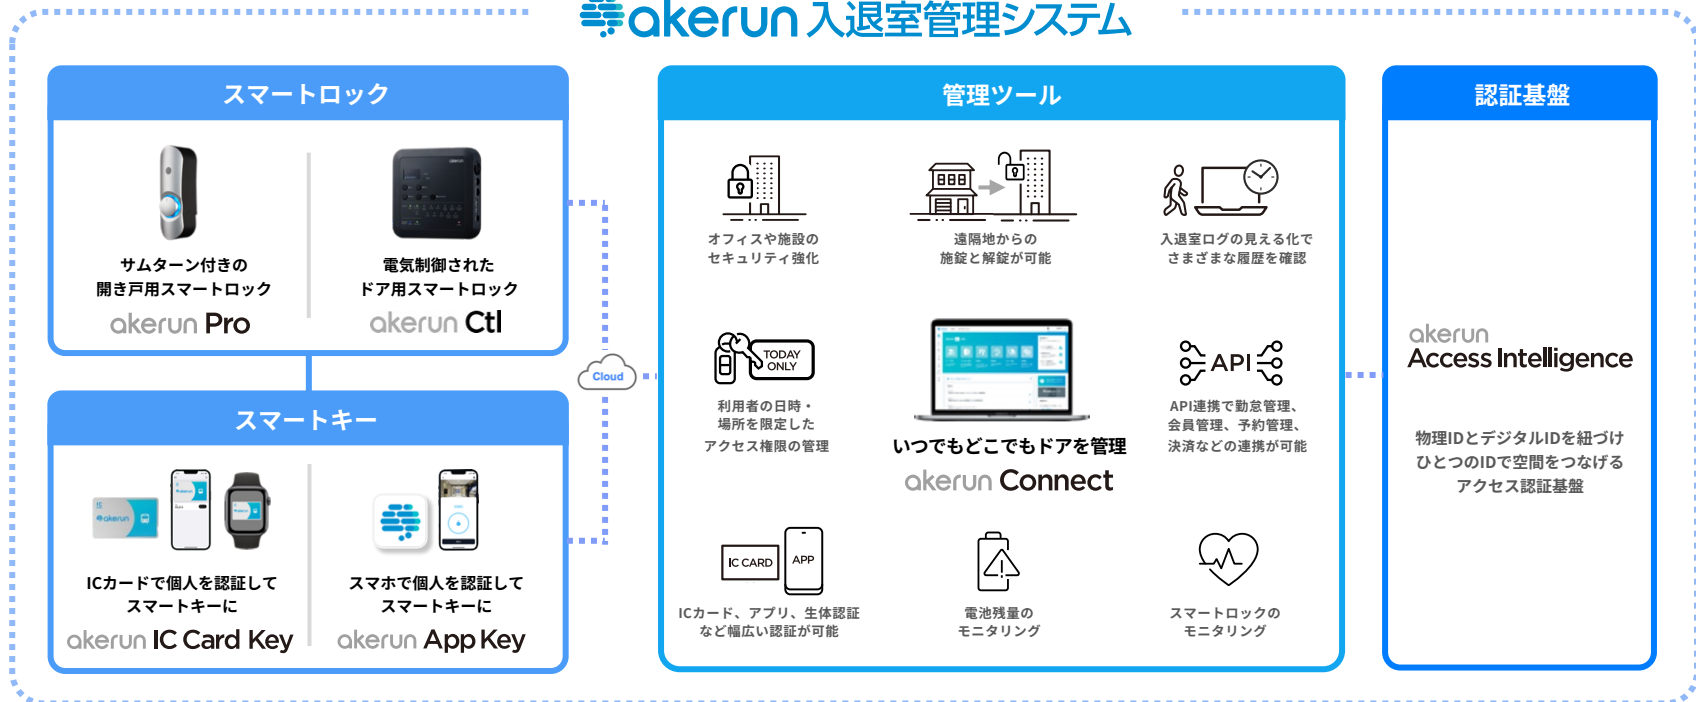 akerun 入退室管理システム
スマートロック
サムターン付きの
開き戸用スマートロック
akerun Pro
電気制御された
ドア用スマートロック
akerun Ctl
スマートキー
akerun
ICカードで個人を認証して
スマートキーに
akerun IC Card Key
スマホで個人を認証して
スマートキーに
akerun App Key
Cloud
管理ツール
オフィスや施設の
セキュリティ強化
遠隔地からの
施錠と解錠が可能
入退室ログの見える化で
さまざまな履歴を確認
TODAY
ONLY
利用者の日時・
場所を限定した
アクセス権限の管理
いつでもどこでもドアを管理
akerun Connect
API
API連携で勤怠管理、
会員管理、予約管理、
決済などの連携が可能
IC CARD
APP
ICカード、アプリ、生体認証
など幅広い認証が可能
電池残量の
モニタリング
スマートロックの
モニタリング
認証基盤
akerun
Access Intelligence
物理IDとデジタルIDを紐づけ
ひとつのIDで空間をつなげる
アクセス認証基盤